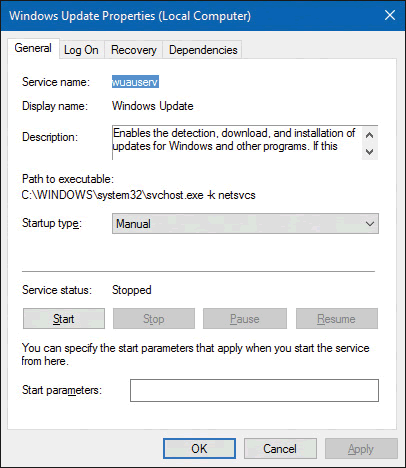 Windows Update Properties (Local Computer)
General Log On Recovery Dependencies
Service name: wuauserv
Display name: Windows Update
Description: Enables the detection, download, and installation of
updates for Windows and other programs. If this
Path to executable:
C:\WINDOWS\system32\svchost.exe -k netsvcs
Startup type: Manual
Service status: Stopped
Start Stop Pause Resume
You can specify the start parameters that apply when you start the service
from here.
Start parameters:
OK Cancel Apply